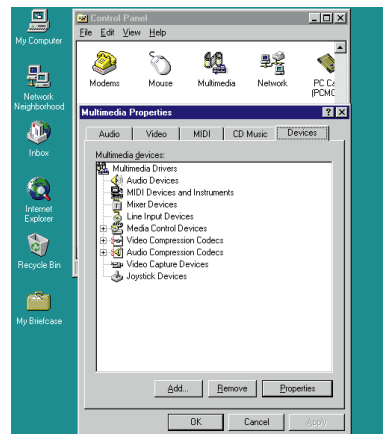 My Computer
Network
Neighborhood
Inbox
Internet
Explorer
Recycle Bin
My Briefcase
Control Panel
File Edit View Help
Modems Mouse Multimedia Network PC Ca
(PCMC
Multimedia Properties
Audio Video MIDI CD Music Devices
Multimedia devices:
Multimedia Drivers
Audio Devices
MIDI Devices and Instruments
Mixer Devices
Line Input Devices
Media Control Devices
Video Compression Codecs
Audio Compression Codecs
Video Capture Devices
Joystick Devices
Add... Remove Properties
OK Cancel Apply